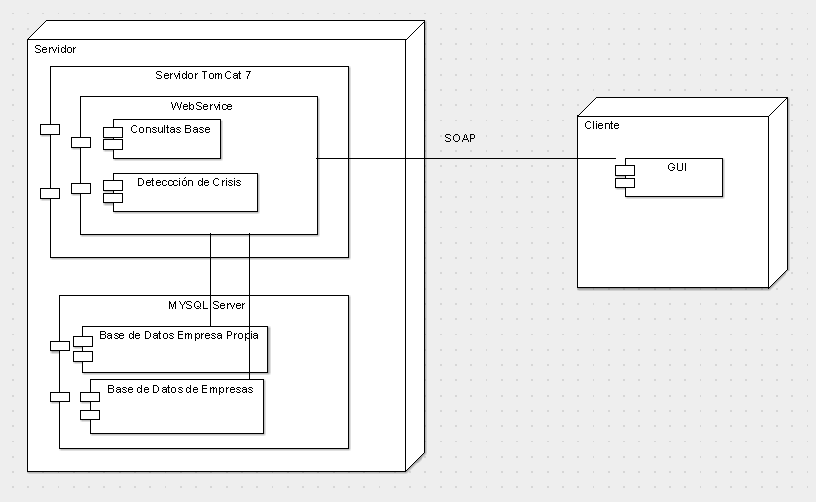 Servidor
Servidor TomCat 7
WebService
Consultas Base
Deteccción de Crisis
SOAP
Cliente
GUI
MYSQL Server
Base de Datos Empresa Propia
Base de Datos de Empresas